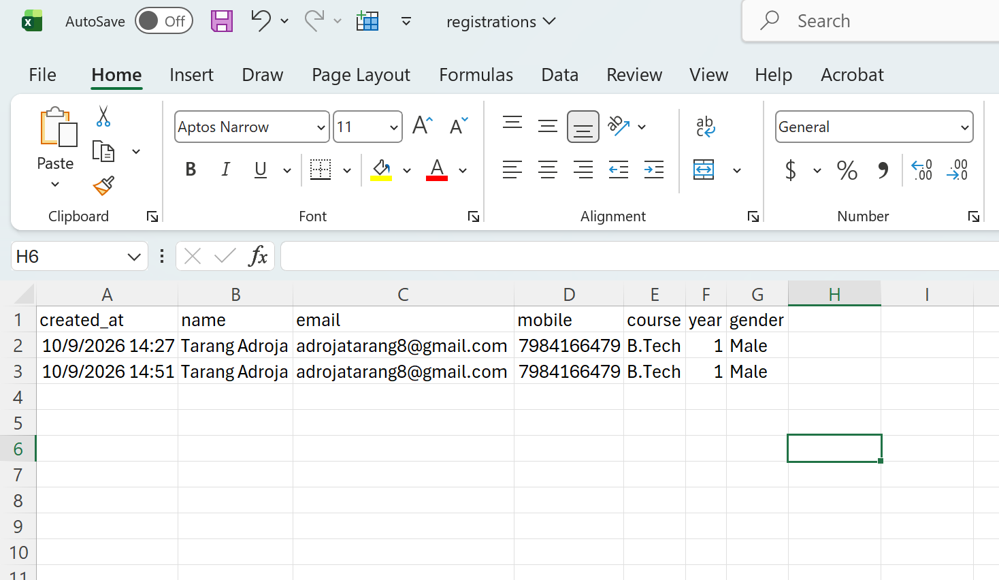 AutoSave Off registrations Search
File Home Insert Draw Page Layout Formulas Data Review View Help Acrobat
Paste
Aptos Narrow 11
General
Clipboard Font Alignment Number
H6
A B C D E F G H I
1 created_at name email mobile course year gender
2 10/9/2026 14:27 Tarang Adroja adrojatarang8@gmail.com 7984166479 B.Tech 1 Male
3 10/9/2026 14:51 Tarang Adroja adrojatarang8@gmail.com 7984166479 B.Tech 1 Male
4
5
6
7
8
9
10
11